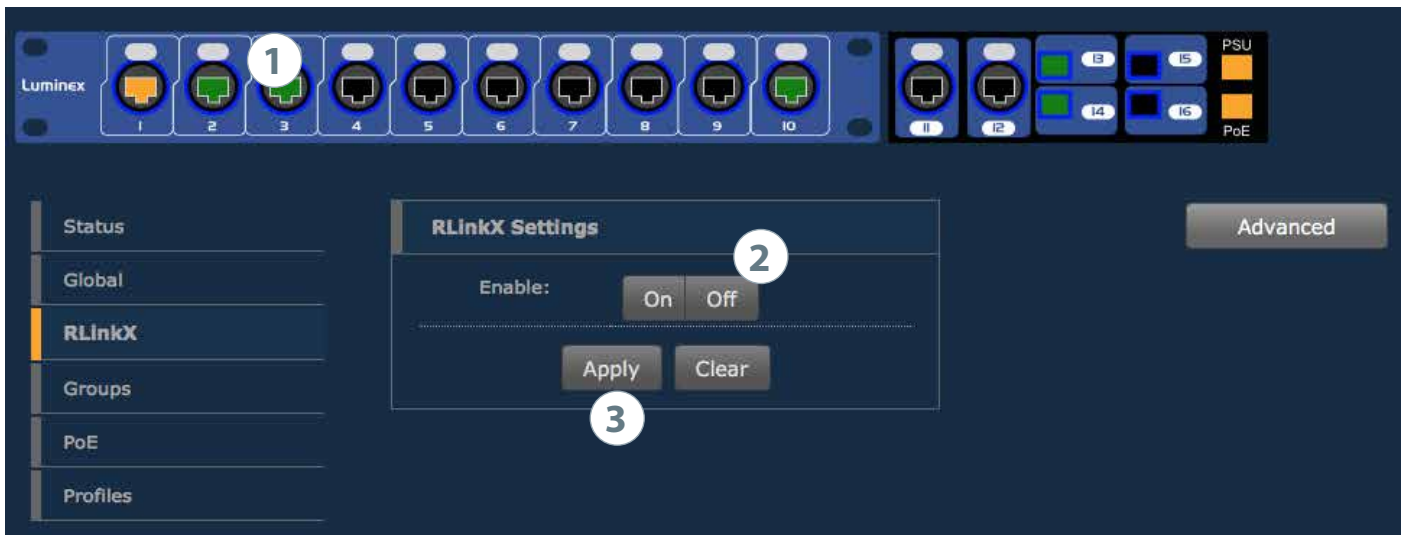 Luminex
1
1 2 3 4 5 6 7 8 9 10
11 12 13 14 15 16
PSU
PoE
Status
Global
RLinkX
Groups
PoE
Profiles
RLinkX Settings
2
Enable:
On Off
Apply Clear
3
Advanced